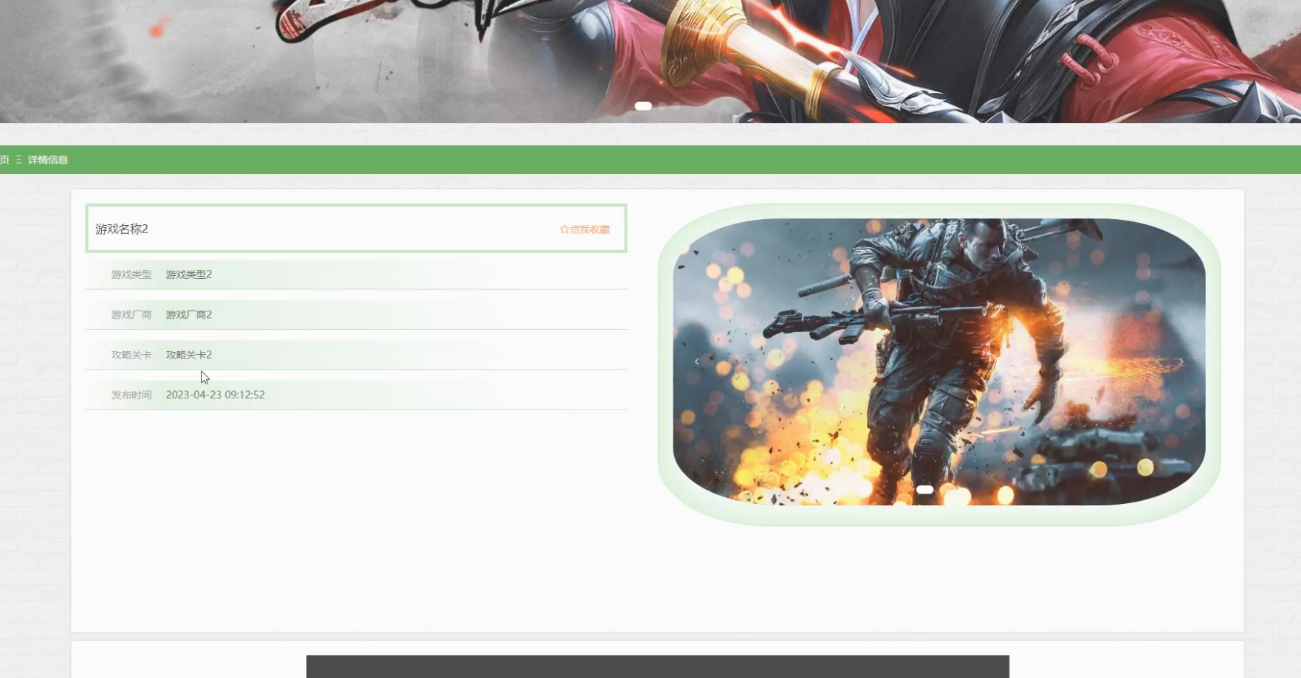 页 三 详情信息
游戏名称2
☆点我收藏
游戏类型 游戏类型2
游戏厂商 游戏厂商2
攻略关卡 攻略关卡2
发布时间 2023-04-23 09:12:52